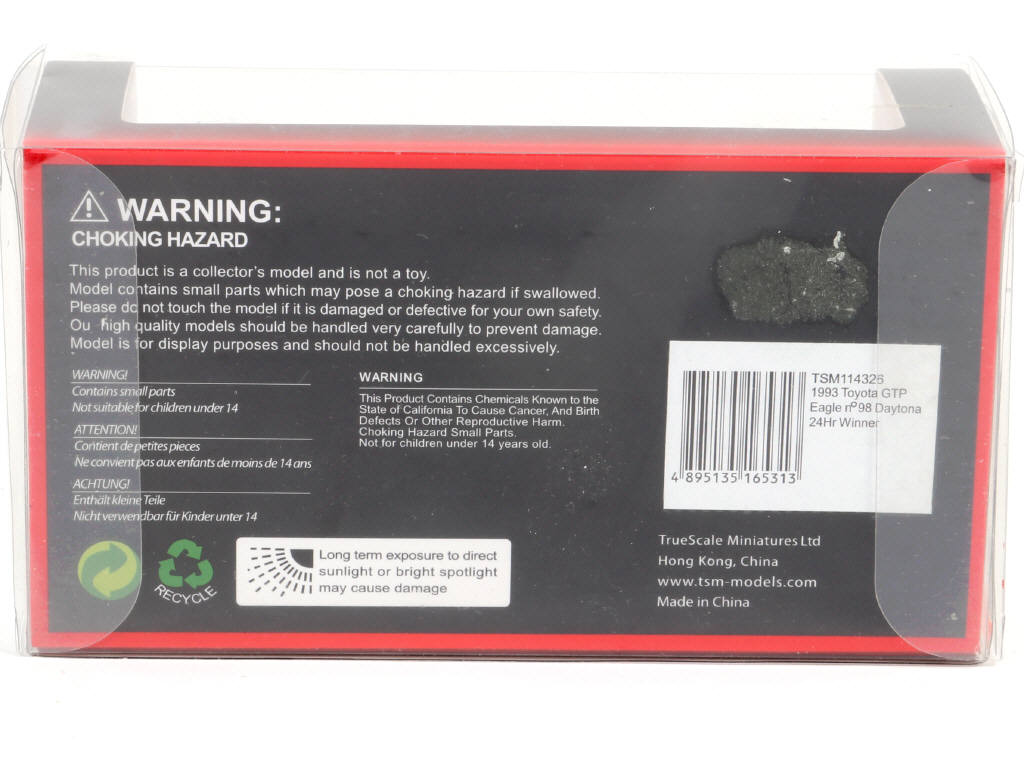 WARNING:
CHOKING HAZARD
This product is a collector's model and is not a toy.
Model contains small parts which may pose a choking hazard if swallowed.
Please do not touch the model if it is damaged or defective for your own safety.
Ou high quality models should be handled very carefully to prevent damage.
Model is for display purposes and should not be handled excessively.
WARNING!
Contains small parts
Not suitable for children under 14
ATTENTION!
Contient de petites pieces
Ne convient pas aux enfants de moins de 14 ans
ACHTUNG!
Enthält kleine Teile
Nicht verwendbar für Kinder unter 14
WARNING
This Product Contains Chemicals Known to the
State of California To Cause Cancer, And Birth
Defects Or Other Reproductive Harm.
Choking Hazard Small Parts.
Not for children under 14 years old.
RECYCLE
Long term exposure to direct
sunlight or bright spotlight
may cause damage
TSM114326
1993 Toyota GTP
Eagle nº98 Daytona
24Hr Winner
4 895135 165313
TrueScale Miniatures Ltd
Hong Kong, China
www.tsm-models.com
Made in China